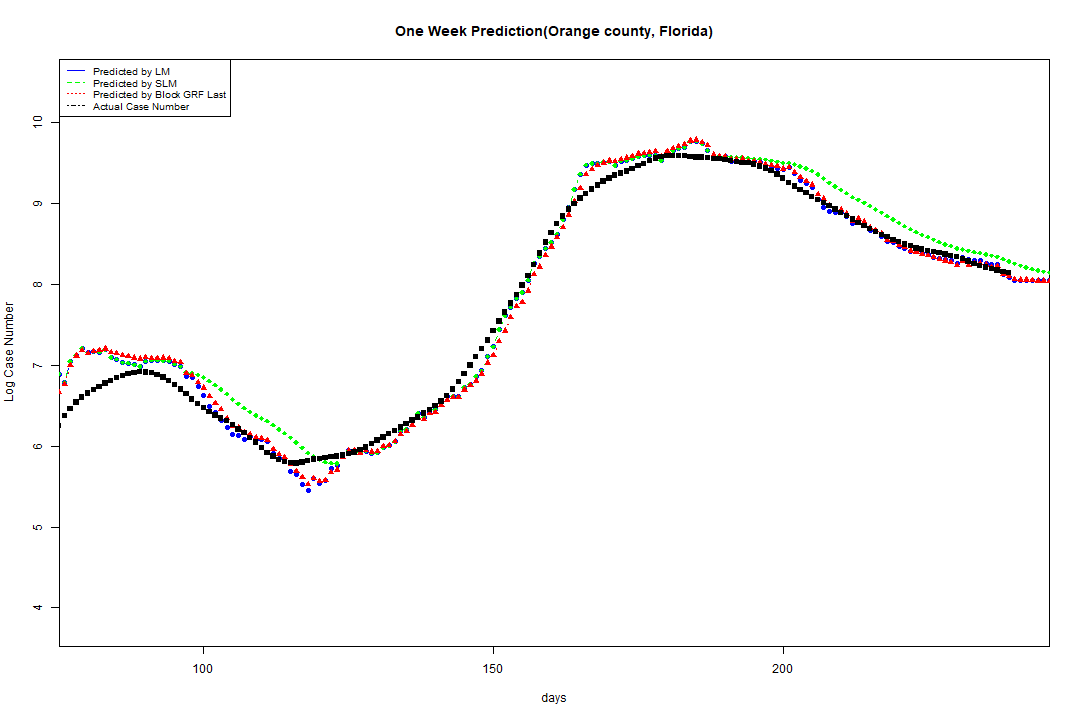 One Week Prediction(Orange county, Florida)
Predicted by LM
Predicted by SLM
Predicted by Block GRF Last
Actual Case Number
10
9
8
7
6
5
4
Log Case Number
100 150 200
days